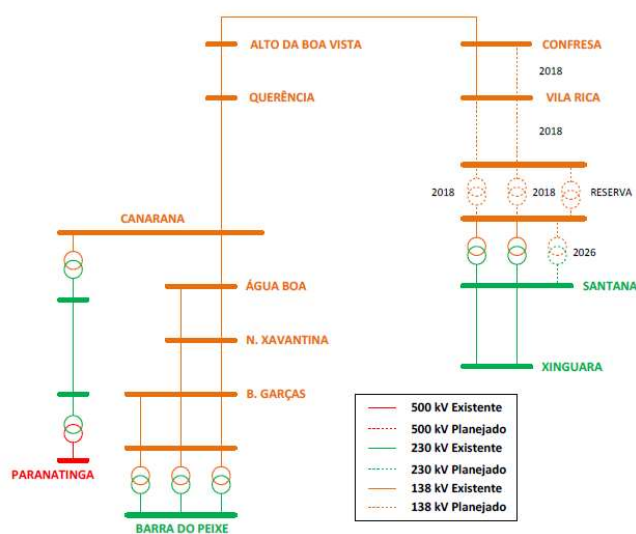 ALTO DA BOA VISTA
CONFRESA
2018
QUERÊNCIA
VILA RICA
2018
2018
2018
RESERVA
CANARANA
2026
ÁGUA BOA
SANTANA
N. XAVANTINA
XINGUARA
B. GARÇAS
PARANATINGA
BARRA DO PEIXE
500 kV Existente
500 kV Planejado
230 kV Existente
230 kV Planejado
138 kV Existente
138 kV Planejado